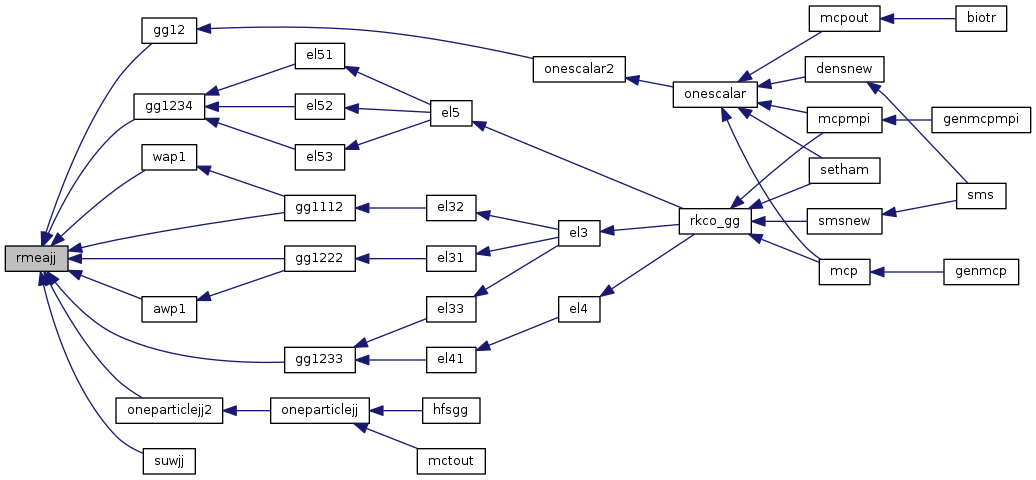 rmeajj
gg12
gg1234
wap1
gg1112
gg1222
awp1
gg1233
oneparticlejj2
suwjj
el51
el52
el53
el5
el32
el31
el33
el41
el3
el4
oneparticlejj
hfsgg
mctout
onescalar2
onescalar
rkco_gg
mcpout
densnew
mcpmpi
setham
smsnew
mcp
biotr
genmcpmpi
sms
genmcp